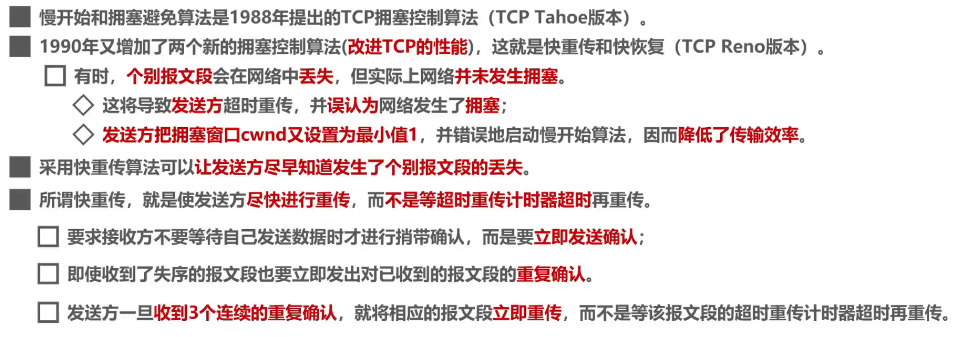 慢开始和拥塞避免算法是1988年提出的TCP拥塞控制算法（TCP Tahoe版本）。
1990年又增加了两个新的拥塞控制算法(改进TCP的性能)，这就是快重传和快恢复（TCP Reno版本）。
有时，个别报文段会在网络中丢失，但实际上网络并未发生拥塞。
这将导致发送方超时重传，并误认为网络发生了拥塞；
发送方把拥塞窗口cwnd又设置为最小值1，并错误地启动慢开始算法，因而降低了传输效率。
采用快重传算法可以让发送方尽早知道发生了个别报文段的丢失。
所谓快重传，就是使发送方尽快进行重传，而不是等超时重传计时器超时再重传。
要求接收方不要等待自己发送数据时才进行捎带确认，而是要立即发送确认；
即使收到了失序的报文段也要立即发出对已收到的报文段的重复确认。
发送方一旦收到3个连续的重复确认，就将相应的报文段立即重传，而不是等该报文段的超时重传计时器超时再重传。